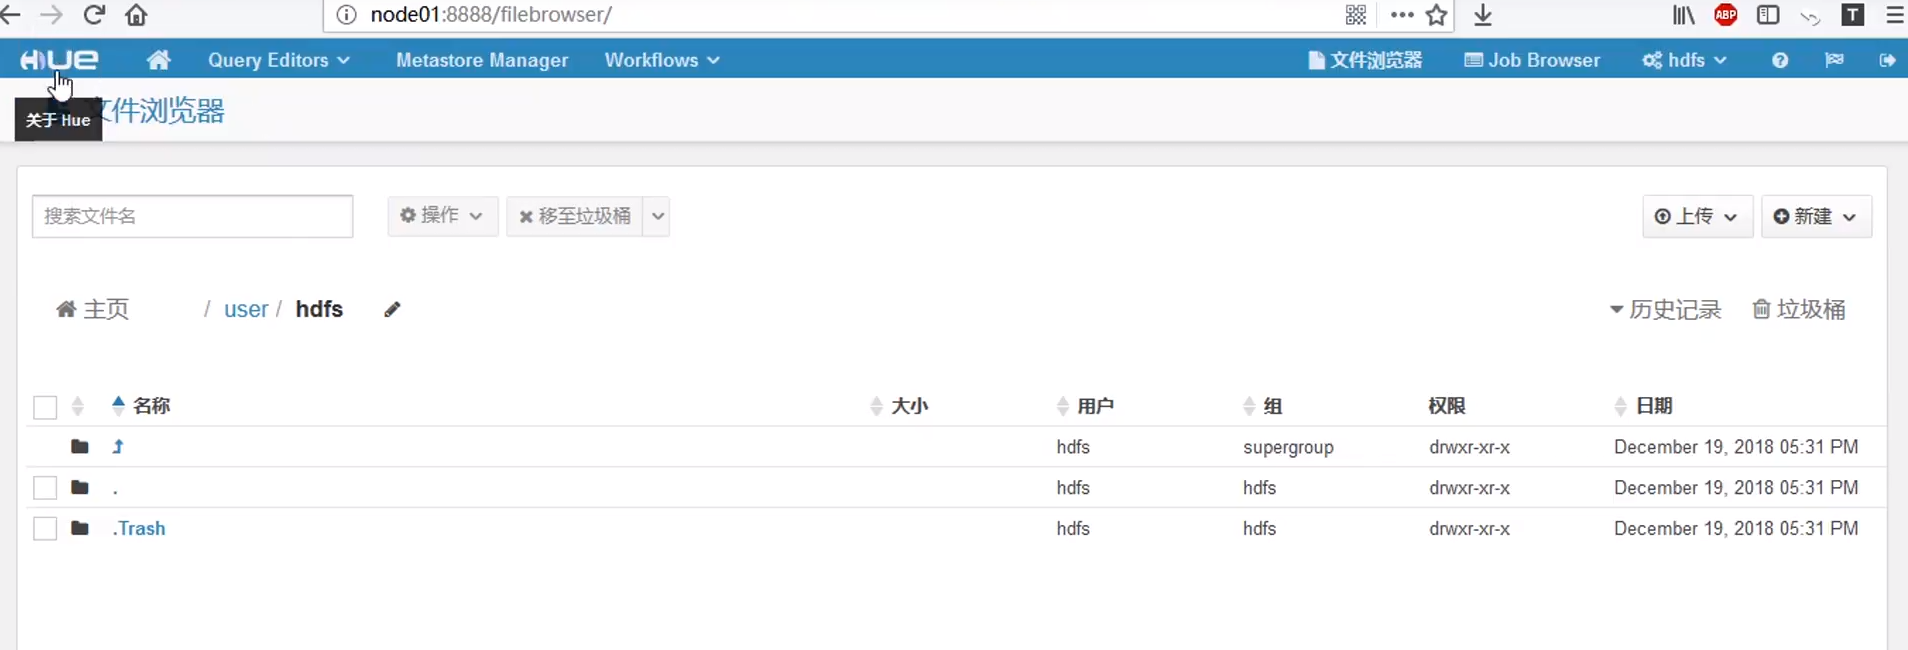 node01:8888/filebrowser/
ABP
T
HUE
Query Editors
Metastore Manager
Workflows
文件浏览器
Job Browser
hdfs
关于 Hue
文件浏览器
搜索文件名
操作
移至垃圾桶
上传
新建
主页 / user / hdfs
历史记录
垃圾桶
名称 大小 用户 组 权限 日期
hdfs supergroup drwxr-xr-x December 19, 2018 05:31 PM
. hdfs hdfs drwxr-xr-x December 19, 2018 05:31 PM
.Trash hdfs hdfs drwxr-xr-x December 19, 2018 05:31 PM